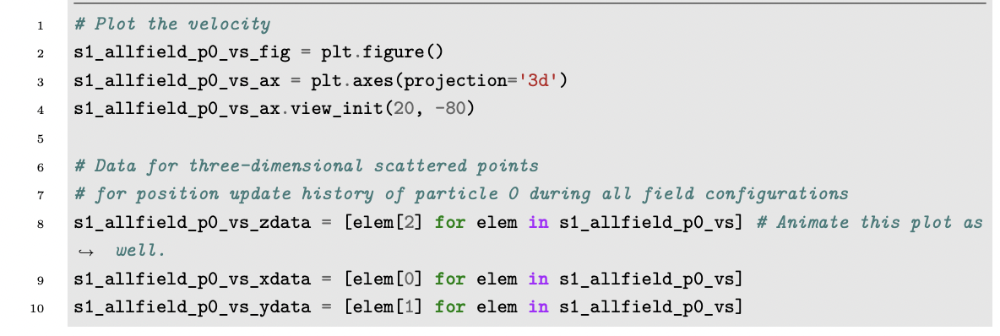 1 # Plot the velocity
2 s1_allfield_p0_vs_fig = plt.figure()
3 s1_allfield_p0_vs_ax = plt.axes(projection='3d')
4 s1_allfield_p0_vs_ax.view_init(20, -80)
5
6 # Data for three-dimensional scattered points
7 # for position update history of particle 0 during all field configurations
8 s1_allfield_p0_vs_zdata = [elem[2] for elem in s1_allfield_p0_vs] # Animate this plot as
↪ well.
9 s1_allfield_p0_vs_xdata = [elem[0] for elem in s1_allfield_p0_vs]
10 s1_allfield_p0_vs_ydata = [elem[1] for elem in s1_allfield_p0_vs]